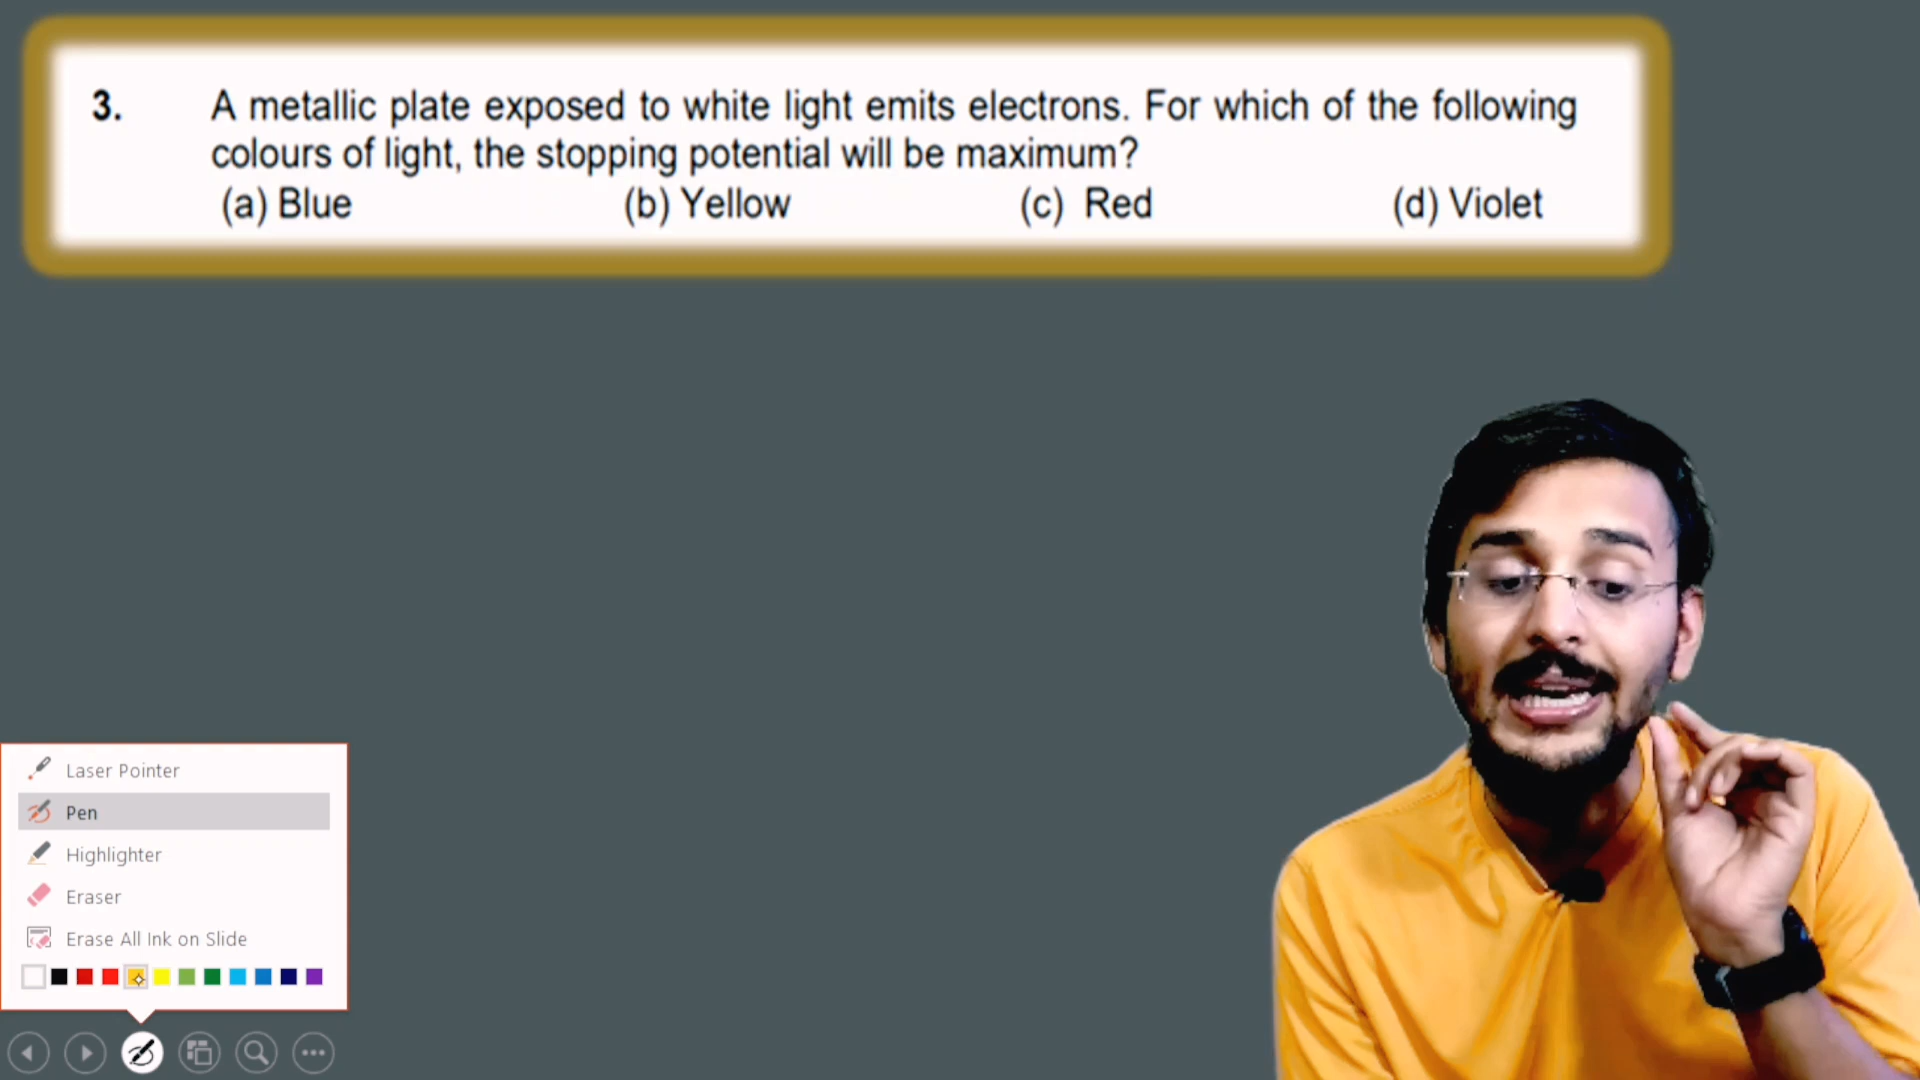 3. A metallic plate exposed to white light emits electrons. For which of the following
colours of light, the stopping potential will be maximum?
(a) Blue (b) Yellow (c) Red (d) Violet
Laser Pointer
Pen
Highlighter
Eraser
Erase All Ink on Slide